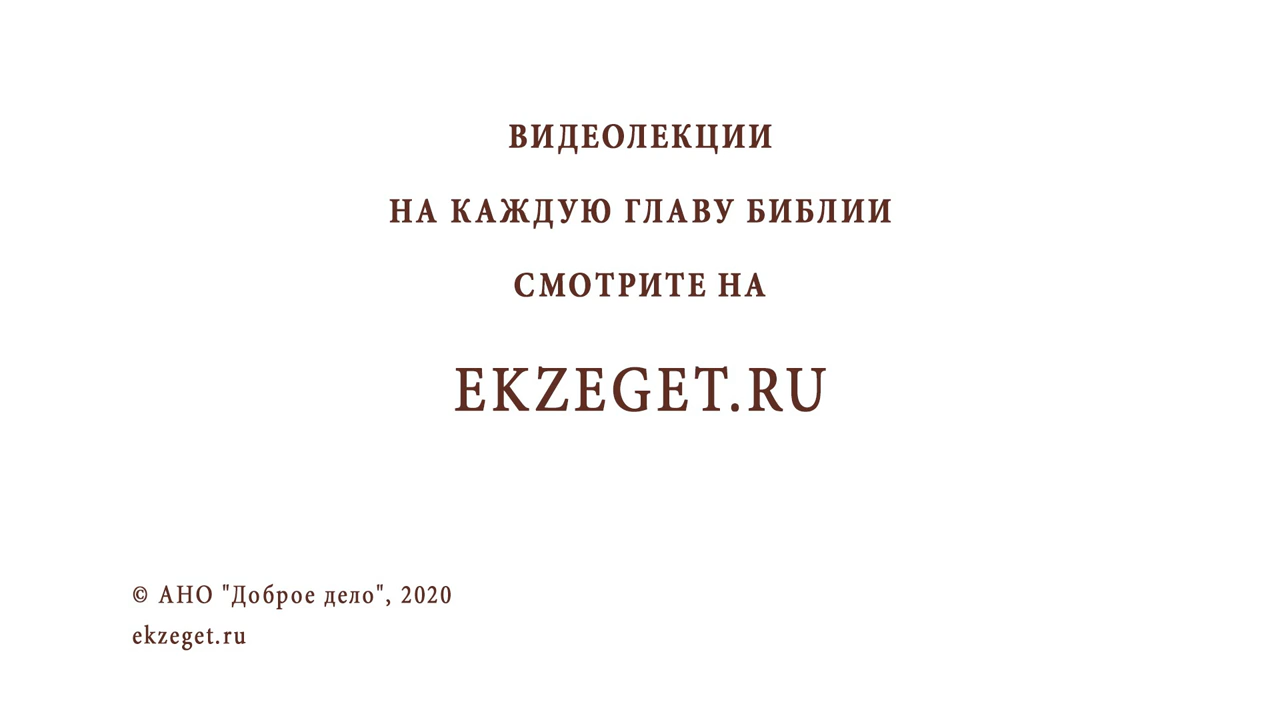 ВИДЕОЛЕКЦИИ
НА КАЖДУЮ ГЛАВУ БИБЛИИ
СМОТРИТЕ НА
EKZEGET.RU
© АНО "Доброе дело", 2020
ekzeget.ru